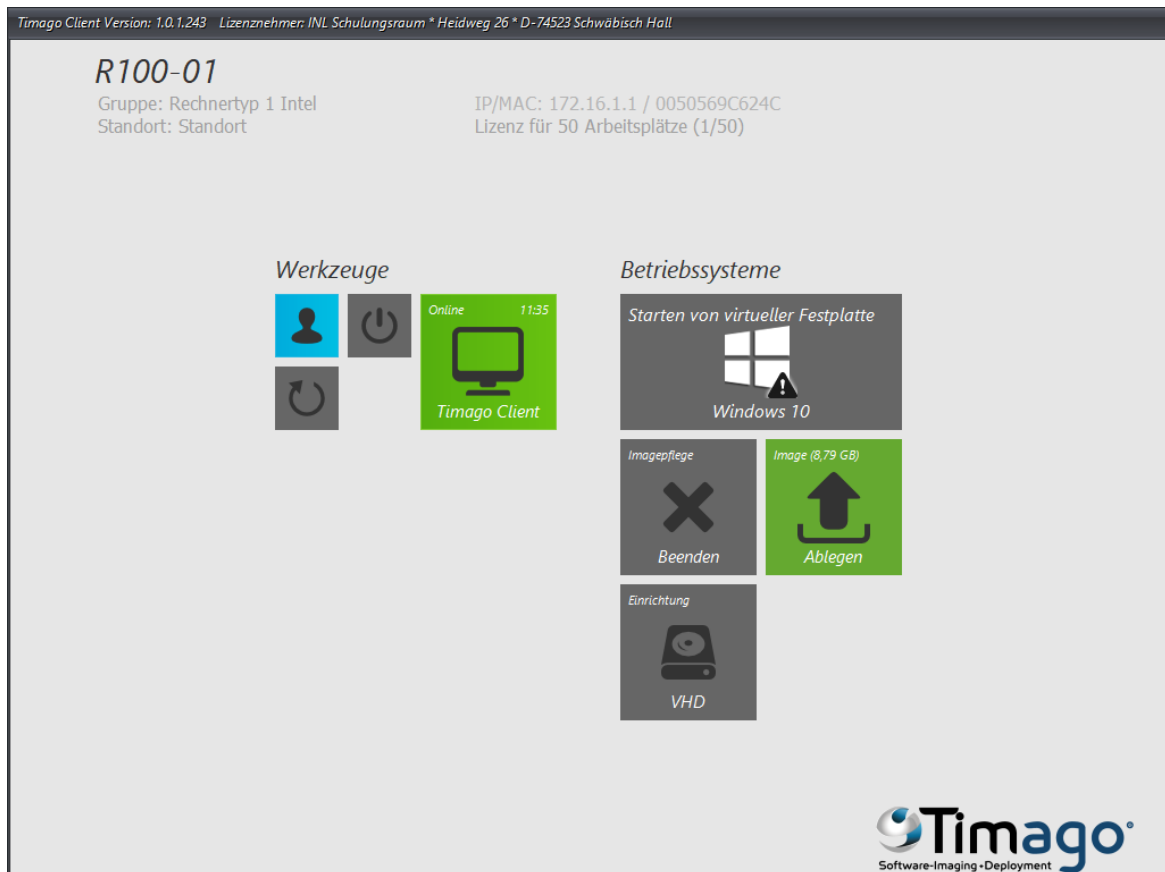 Timago Client Version: 1.0.1.243 Lizenznehmer: INL Schulungsraum * Heidweg 26 * D-74523 Schwäbisch Hall
R100-01
Gruppe: Rechnertyp 1 Intel
IP/MAC: 172.16.1.1 / 0050569C624C
Standort: Standort
Lizenz für 50 Arbeitsplätze (1/50)
Werkzeuge
Online 11:35
Timago Client
Betriebssysteme
Starten von virtueller Festplatte
Windows 10
Imagepflege
Beenden
Image (8,79 GB)
Ablegen
Einrichtung
VHD
Timago
Software-Imaging•Deployment